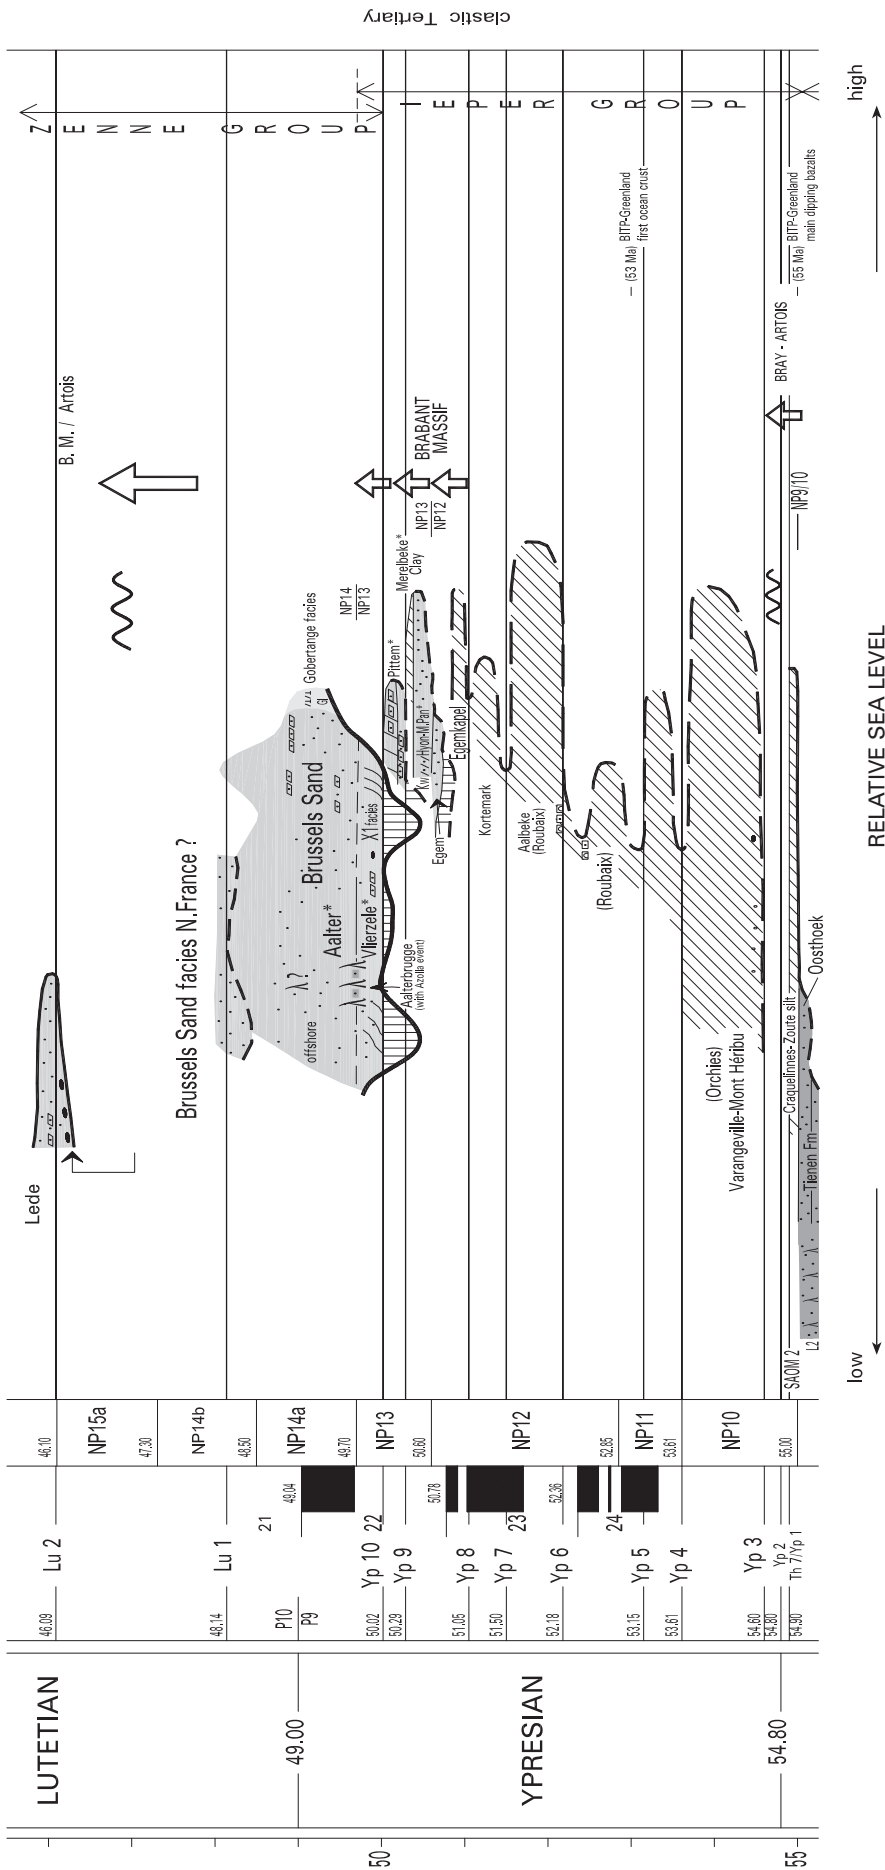 clastic Tertiary
ZENNE GROUP
IEPER GROUP
high
(53 Ma) BITP-Greenland
first ocean crust
(55 Ma) BITP-Greenland
main dipping bazalts
B. M. / Artois
BRABANT
MASSIF
BRAY - ARTOIS
NP14
NP13
NP13
NP12
NP9/10
Gobertange facies
Gl
Merelbeke*
Clay
Pittem*
Kw
Hyon-M.Pan*
Egemkapel
Egem
Kortemark
Aalbeke
(Roubaix)
(Roubaix)
Brussels Sand facies N.France ?
Brussels Sand
X1 facies
Aalter*
Vlierzele*
?
offshore
Aalterbrugge
(with Azolla event)
(Orchies)
Varangeville-Mont Héribu
Craquelinnes-Zoute silt
Oosthoek
Tienen Fm
L2
SAOM 2
Lede
RELATIVE SEA LEVEL
low
46.10
NP15a
47.30
NP14b
48.50
NP14a
49.70
NP13
50.60
NP12
52.85
NP11
53.61
NP10
55.00
21
49.04
22
50.78
23
52.36
24
Lu 2
Lu 1
Yp 10
Yp 9
Yp 8
Yp 7
Yp 6
Yp 5
Yp 4
Yp 3
Yp 2
Th 7/Yp 1
46.09
48.14
P10
P9
50.02
50.29
51.05
51.50
52.18
53.15
53.61
54.60
54.80
54.90
LUTETIAN
49.00
YPRESIAN
54.80
50
55